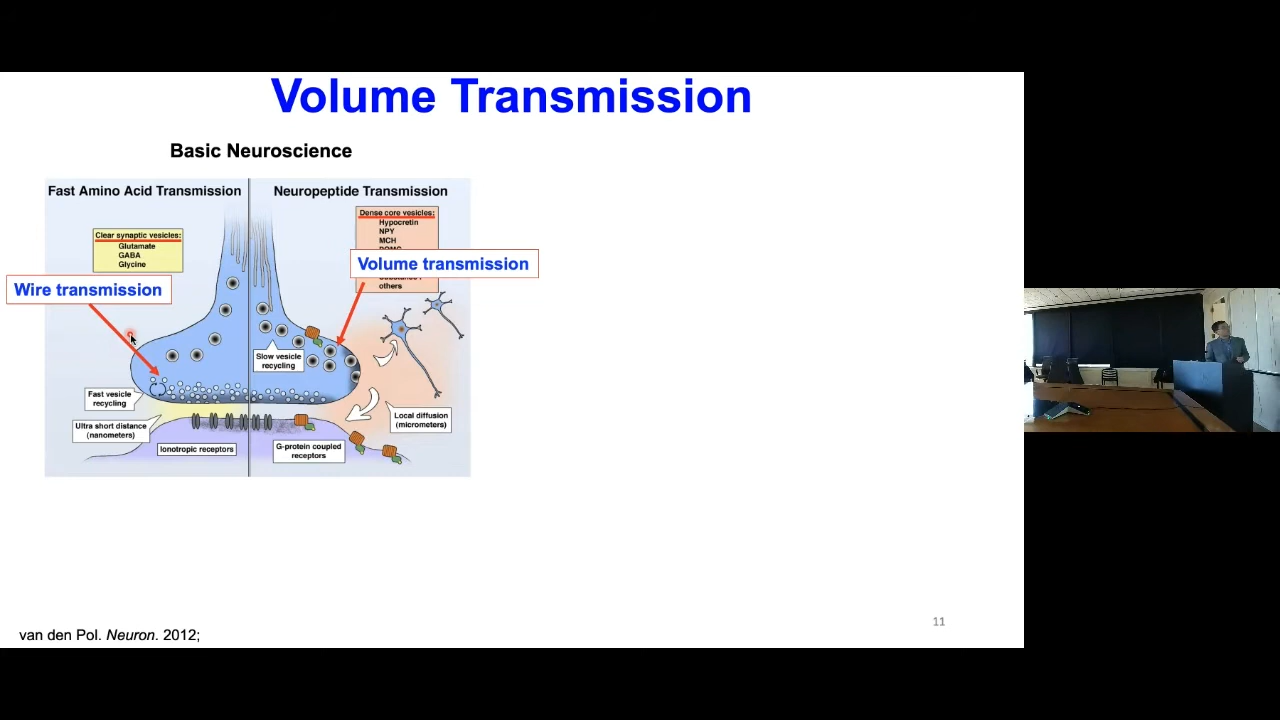 Volume Transmission
Basic Neuroscience
Fast Amino Acid Transmission
Neuropeptide Transmission
Clear synaptic vesicles:
Glutamate
GABA
Glycine
Dense core vesicles:
Hypocretin
NPY
MCH
others
Wire transmission
Volume transmission
Slow vesicle
recycling
Fast vesicle
recycling
Ultra short distance
(nanometers)
Ionotropic receptors
G-protein coupled
receptors
Local diffusion
(micrometers)
van den Pol. Neuron. 2012;
11